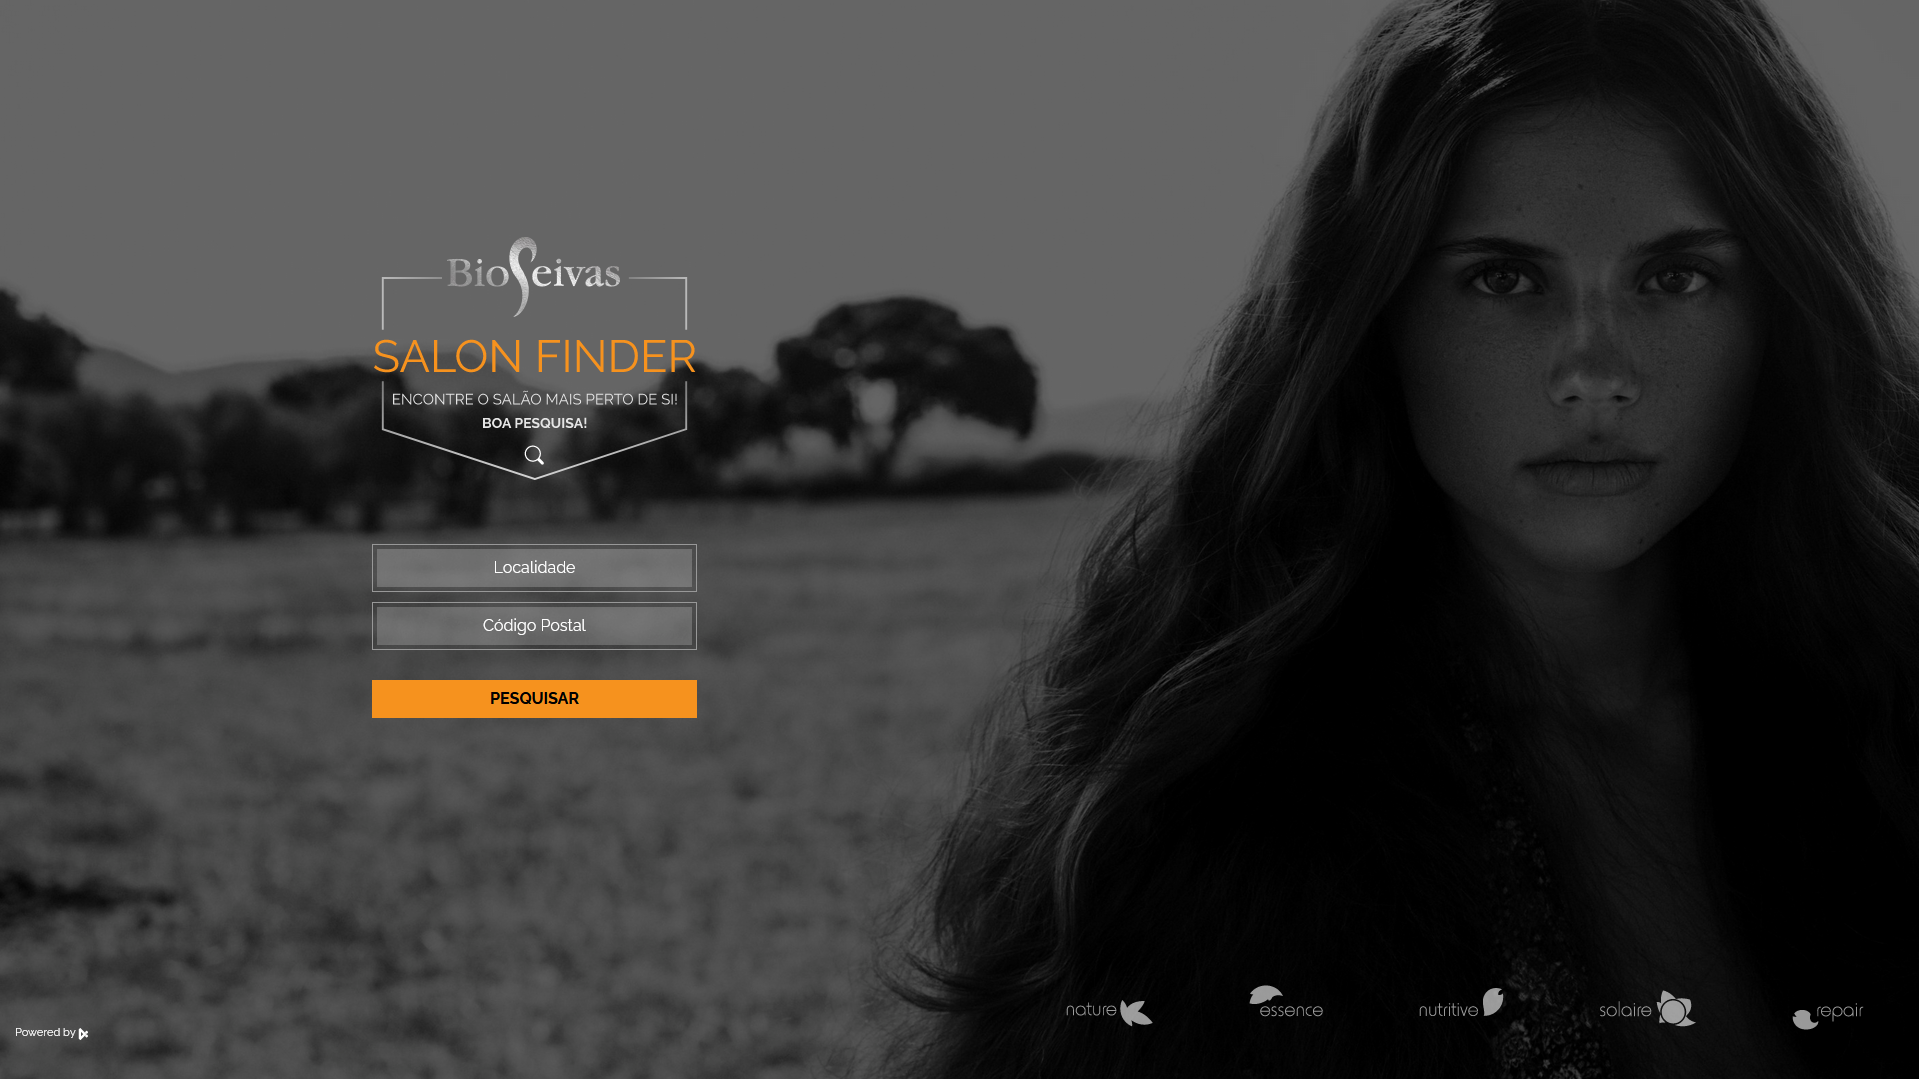 BioSeivas
SALON FINDER
ENCONTRE O SALÃO MAIS PERTO DE SI!
BOA PESQUISA!
Localidade
Código Postal
PESQUISAR
nature
essence
nutritive
solaire
repair
Powered by